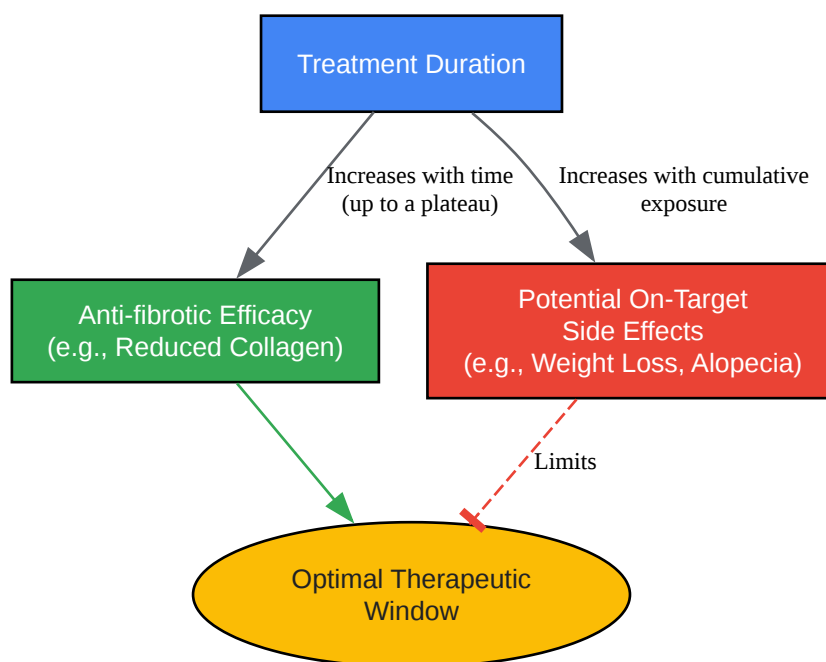 Treatment Duration
Increases with time
(up to a plateau)
Increases with cumulative
exposure
Anti-fibrotic Efficacy
(e.g., Reduced Collagen)
Potential On-Target
Side Effects
(e.g., Weight Loss, Alopecia)
Limits
Optimal Therapeutic
Window